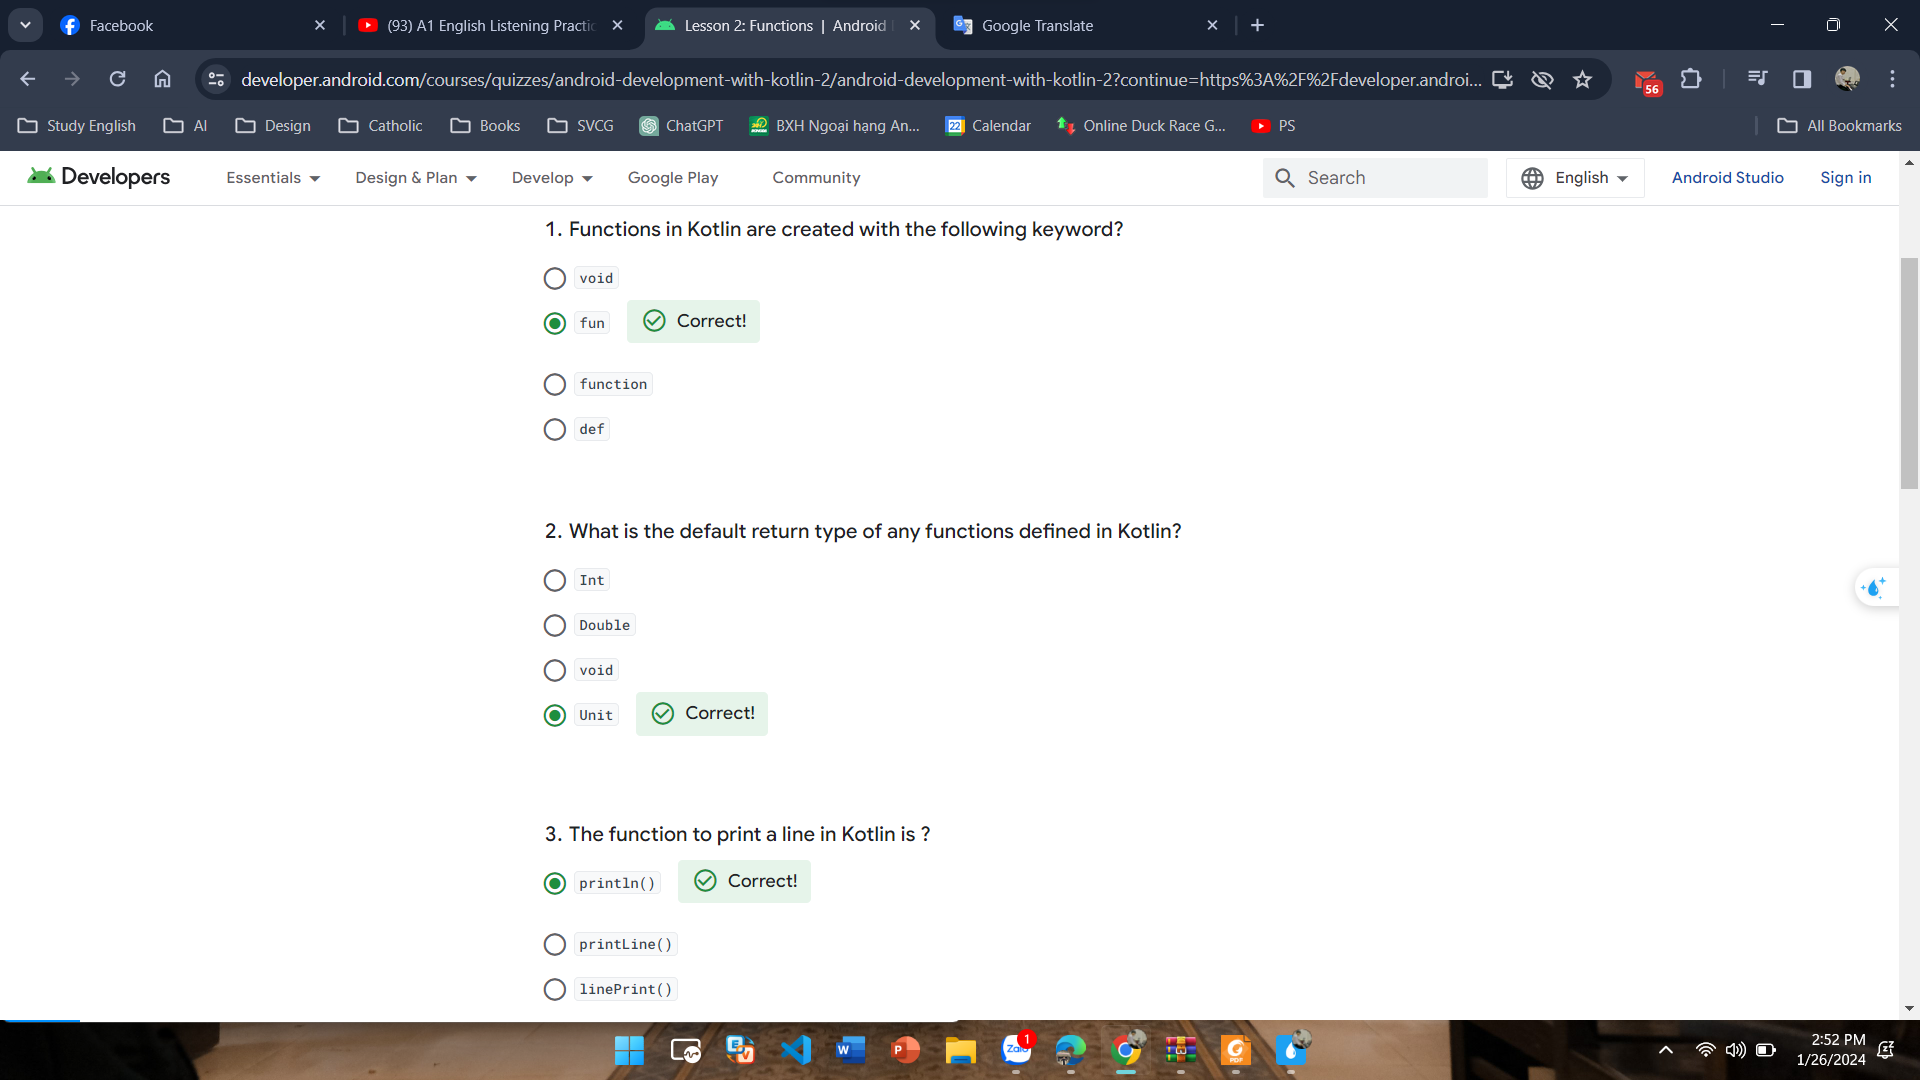 Facebook
(93) A1 English Listening Practic
Lesson 2: Functions | Android
Google Translate
developer.android.com/courses/quizzes/android-development-with-kotlin-2/android-development-with-kotlin-2?continue=https%3A%2F%2Fdeveloper.androi...
56
Study English
AI
Design
Catholic
Books
SVCG
ChatGPT
BXH Ngoại hạng An...
22
Calendar
Online Duck Race G...
PS
All Bookmarks
Developers
Essentials
Design & Plan
Develop
Google Play
Community
Search
English
Android Studio
Sign in
1. Functions in Kotlin are created with the following keyword?
void
fun
Correct!
function
def
2. What is the default return type of any functions defined in Kotlin?
Int
Double
void
Unit
Correct!
3. The function to print a line in Kotlin is ?
println()
Correct!
printLine()
linePrint()
Zalo
1
PDF
2:52 PM
1/26/2024